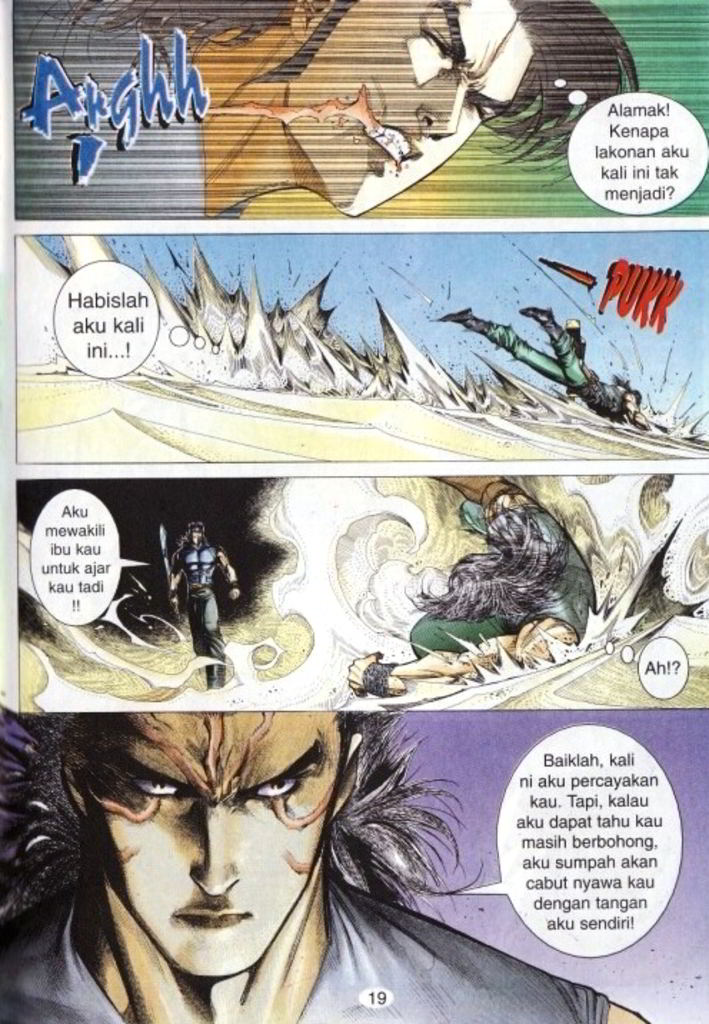 Arghh
Alamak!
Kenapa
lakonan aku
kali ini tak
menjadi?
Habislah
aku kali
ini...!
PUKK
Aku
mewakili
ibu kau
untuk ajar
kau tadi
!!
Ah!?
Baiklah, kali
ni aku percayakan
kau. Tapi, kalau
aku dapat tahu kau
masih berbohong,
aku sumpah akan
cabut nyawa kau
dengan tangan
aku sendiri!
19